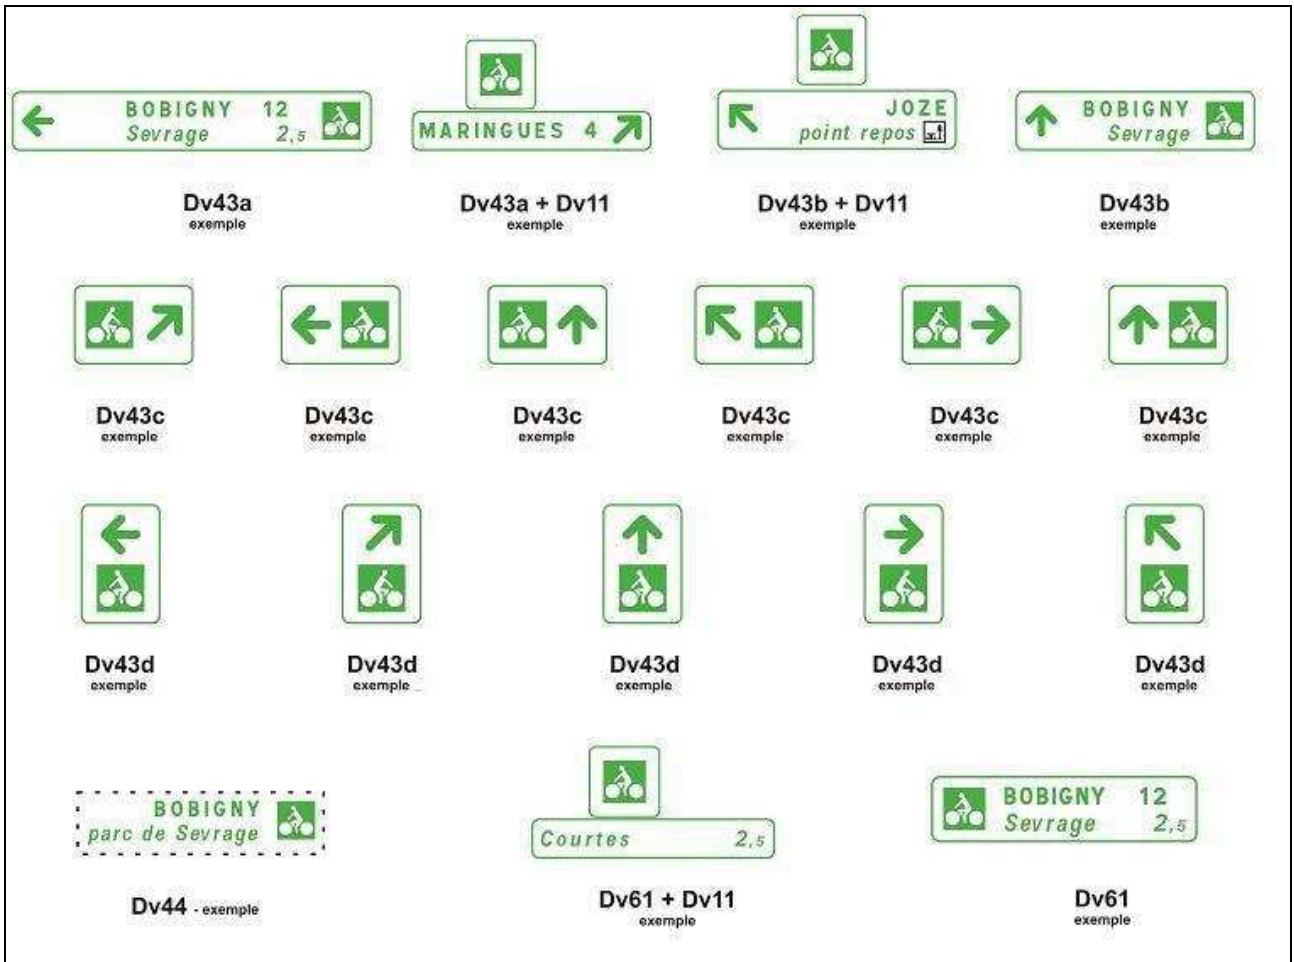 BOBIGNY 12
Sevrage 2,5
MARINGUES 4
JOZE
point repos
BOBIGNY
Sevrage
Dv43a
exemple
Dv43a + Dv11
exemple
Dv43b + Dv11
exemple
Dv43b
exemple
Dv43c
exemple
Dv43c
exemple
Dv43c
exemple
Dv43c
exemple
Dv43c
exemple
Dv43c
exemple
Dv43d
exemple
Dv43d
exemple
Dv43d
exemple
Dv43d
exemple
Dv43d
exemple
BOBIGNY
parc de Sevrage
Courtes 2,5
BOBIGNY 12
Sevrage 2,5
Dv44 - exemple
Dv61 + Dv11
exemple
Dv61
exemple